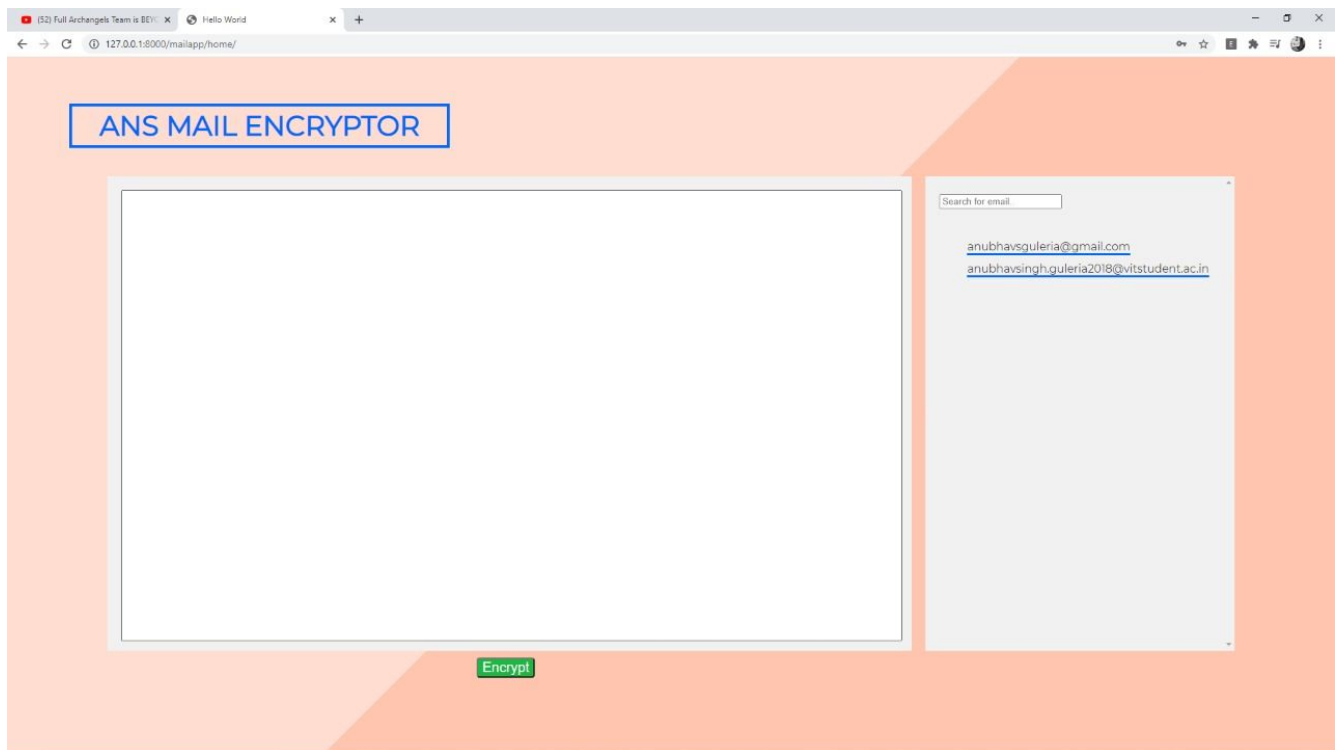 (52) Full Archangels Team is BEYO
Hello World
127.0.0.1:8000/mailapp/home/
ANS MAIL ENCRYPTOR
Search for email.
anubhavsguleria@gmail.com
anubhavsingh.guleria2018@vitstudent.ac.in
Encrypt